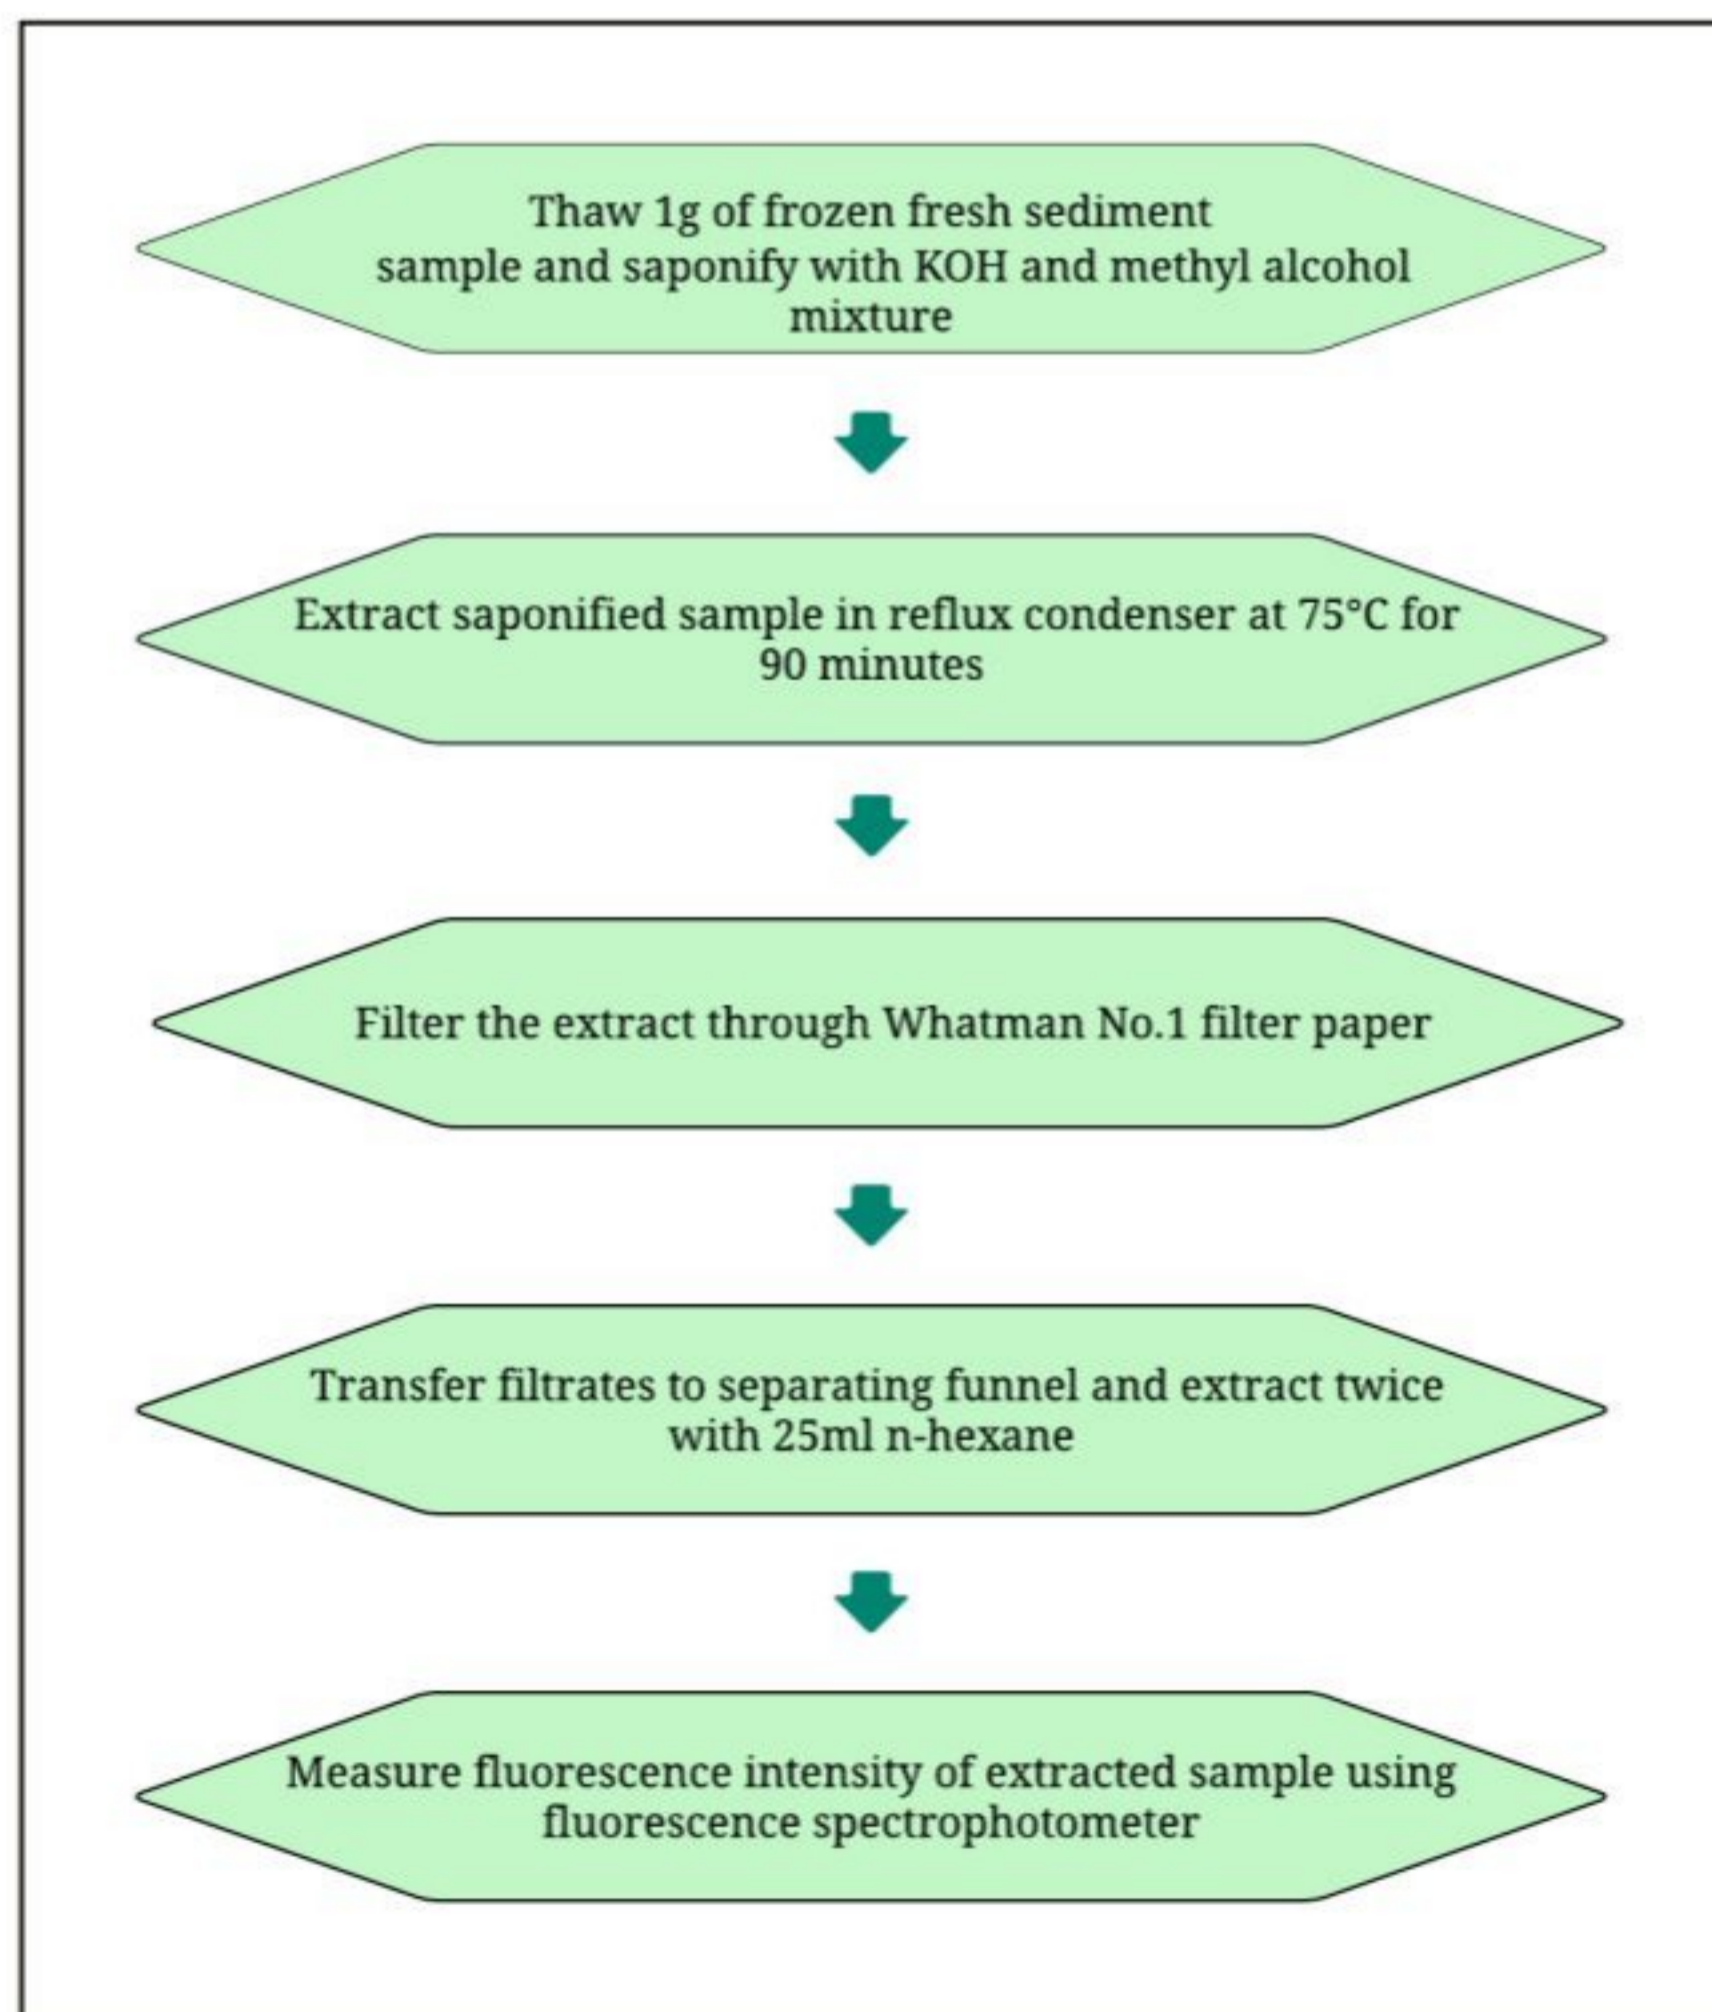 Thaw 1g of frozen fresh sediment
sample and saponify with KOH and methyl alcohol
mixture
Extract saponified sample in reflux condenser at 75°C for
90 minutes
Filter the extract through Whatman No.1 filter paper
Transfer filtrates to separating funnel and extract twice
with 25ml n-hexane
Measure fluorescence intensity of extracted sample using
fluorescence spectrophotometer